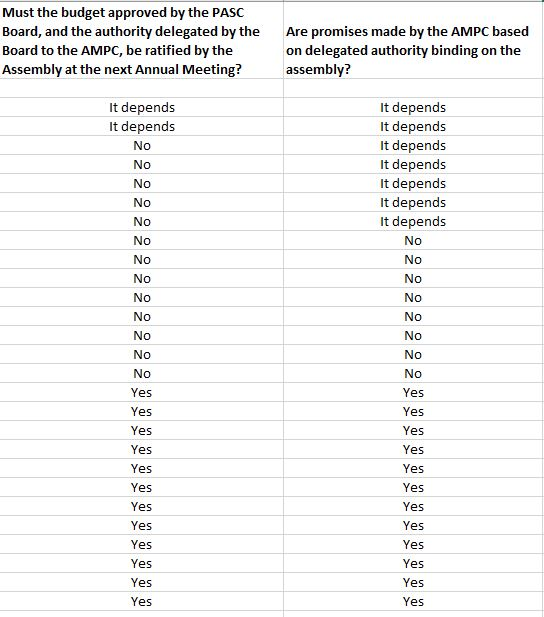 Must the budget approved by the PASC
Board, and the authority delegated by the
Board to the AMPC, be ratified by the
Assembly at the next Annual Meeting?
Are promises made by the AMPC based
on delegated authority binding on the
assembly?
It depends It depends
It depends It depends
No It depends
No It depends
No It depends
No It depends
No It depends
No No
No No
No No
No No
No No
No No
No No
No No
Yes Yes
Yes Yes
Yes Yes
Yes Yes
Yes Yes
Yes Yes
Yes Yes
Yes Yes
Yes Yes
Yes Yes
Yes Yes
Yes Yes